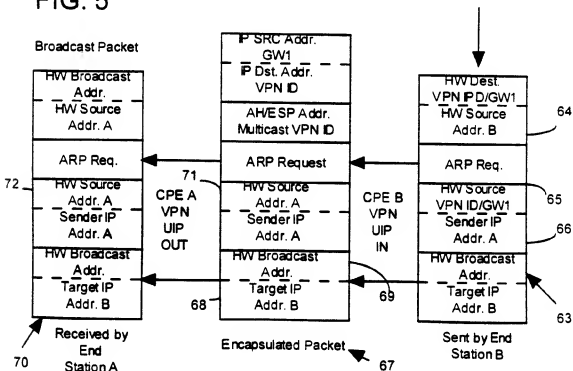 FIG. 5
Broadcast Packet
HW Broadcast
Addr.
HW Source
Addr. A
ARP Req.
HW Source
Addr. A
Sender IP
Addr. A
HW Broadcast
Addr.
Target IP
Addr. B
72
70
Received by
End
Station A
CPE A
VPN
UIP
OUT
IP SRC Addr.
GW1
IP Dst. Addr.
VPN ID
AH/ESP Addr.
Multicast VPN ID
ARP Request
HW Source
Addr. A
Sender IP
Addr. A
HW Broadcast
Addr.
Target IP
Addr. B
71
68
69
Encapsulated Packet
67
CPE B
VPN
UIP
IN
HW Dest.
VPN IPD/GW1
HW Source
Addr. B
ARP Req.
HW Source
VPN ID/GW1
Sender IP
Addr. A
HW Broadcast
Addr.
Target IP
Addr. B
64
65
66
63
Sent by End
Station B